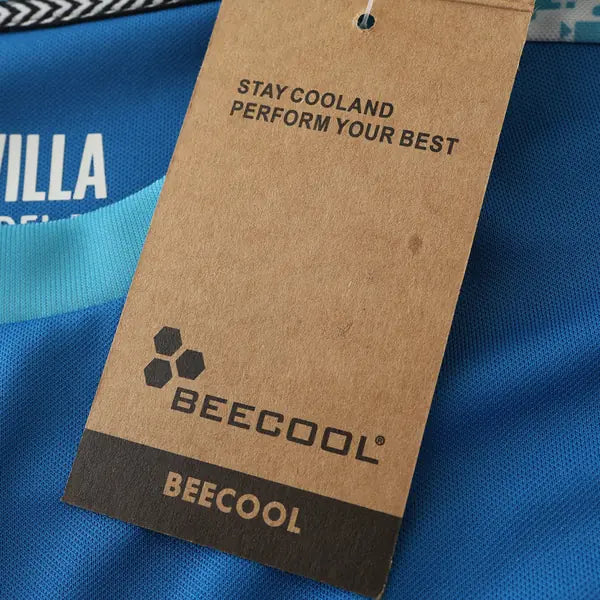 STAY COOLAND
PERFORM YOUR BEST
VILLA
BEECOOL®
BEECOOL